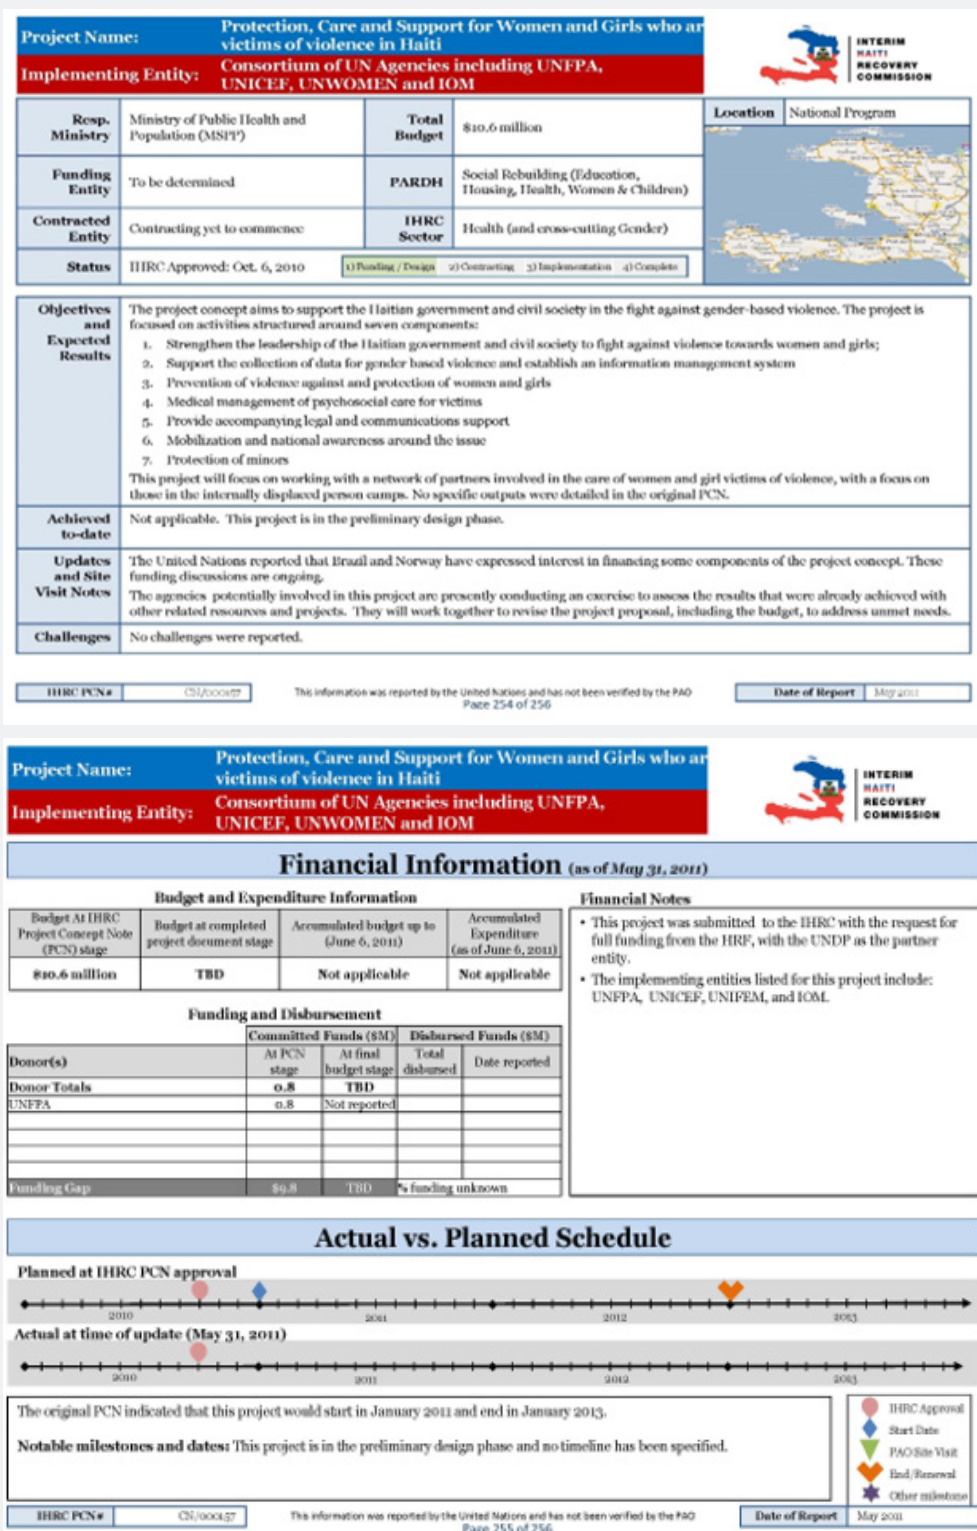 Project Name:
Protection, Care and Support for Women and Girls who ar
victims of violence in Haiti
Implementing Entity:
Consortium of UN Agencies including UNFPA,
UNICEF, UNWOMEN and IOM
INTERIM
HAITI
RECOVERY
COMMISSION
Resp.
Ministry
Ministry of Public Health and
Population (MSPP)
Total
Budget
$10.6 million
Location
National Program
Funding
Entity
To be determined
PARDH
Social Rebuilding (Education,
Housing, Health, Women & Children)
Contracted
Entity
Contracting yet to commence
IHRC
Sector
Health (and cross-cutting Gender)
Status
IHRC Approved: Oct. 6, 2010
1) Funding / Design 2) Contracting 3) Implementation 4) Complete
Objectives
and
Expected
Results
The project concept aims to support the Haitian government and civil society in the fight against gender-based violence. The project is
focused on activities structured around seven components:
1. Strengthen the leadership of the Haitian government and civil society to fight against violence towards women and girls;
2. Support the collection of data for gender based violence and establish an information management system
3. Prevention of violence against and protection of women and girls
4. Medical management of psychosocial care for victims
5. Provide accompanying legal and communications support
6. Mobilization and national awareness around the issue
7. Protection of minors
This project will focus on working with a network of partners involved in the care of women and girl victims of violence, with a focus on
those in the internally displaced person camps. No specific outputs were detailed in the original PCN.
Achieved
to-date
Not applicable. This project is in the preliminary design phase.
Updates
and Site
Visit Notes
The United Nations reported that Brazil and Norway have expressed interest in financing some components of the project concept. These
funding discussions are ongoing.
The agencies potentially involved in this project are presently conducting an exercise to assess the results that were already achieved with
other related resources and projects. They will work together to revise the project proposal, including the budget, to address unmet needs.
Challenges
No challenges were reported.
IHRC PCN#
CN/000157
This information was reported by the United Nations and has not been verified by the PAO
Page 254 of 256
Date of Report
May 2011
Project Name:
Protection, Care and Support for Women and Girls who ar
victims of violence in Haiti
Implementing Entity:
Consortium of UN Agencies including UNFPA,
UNICEF, UNWOMEN and IOM
INTERIM
HAITI
RECOVERY
COMMISSION
Financial Information (as of May 31, 2011)
Budget and Expenditure Information
Budget At IHRC
Project Concept Note
(PCN) stage
Budget at completed
project document stage
Accumulated budget up to
(June 6, 2011)
Accumulated
Expenditure
(as of June 6, 2011)
$10.6 million
TBD
Not applicable
Not applicable
Financial Notes
• This project was submitted to the IHRC with the request for
full funding from the HRF, with the UNDP as the partner
entity.
• The implementing entities listed for this project include:
UNFPA, UNICEF, UNIFEM, and IOM.
Funding and Disbursement
Committed Funds ($M)
Disbursed Funds ($M)
Donor(s)
At PCN
stage
At final
budget stage
Total
disbursed
Date reported
Donor Totals
0.8
TBD
UNFPA
0.8
Not reported
Funding Gap
$9.8
TBD
% funding unknown
Actual vs. Planned Schedule
Planned at IHRC PCN approval
2010
2011
2012
2013
Actual at time of update (May 31, 2011)
2010
2011
2012
2013
The original PCN indicated that this project would start in January 2011 and end in January 2013.
Notable milestones and dates: This project is in the preliminary design phase and no timeline has been specified.
IHRC Approval
Start Date
PAO Site Visit
End/Renewal
Other milestone
IHRC PCN#
CN/000157
This information was reported by the United Nations and has not been verified by the PAO
Page 255 of 256
Date of Report
May 2011